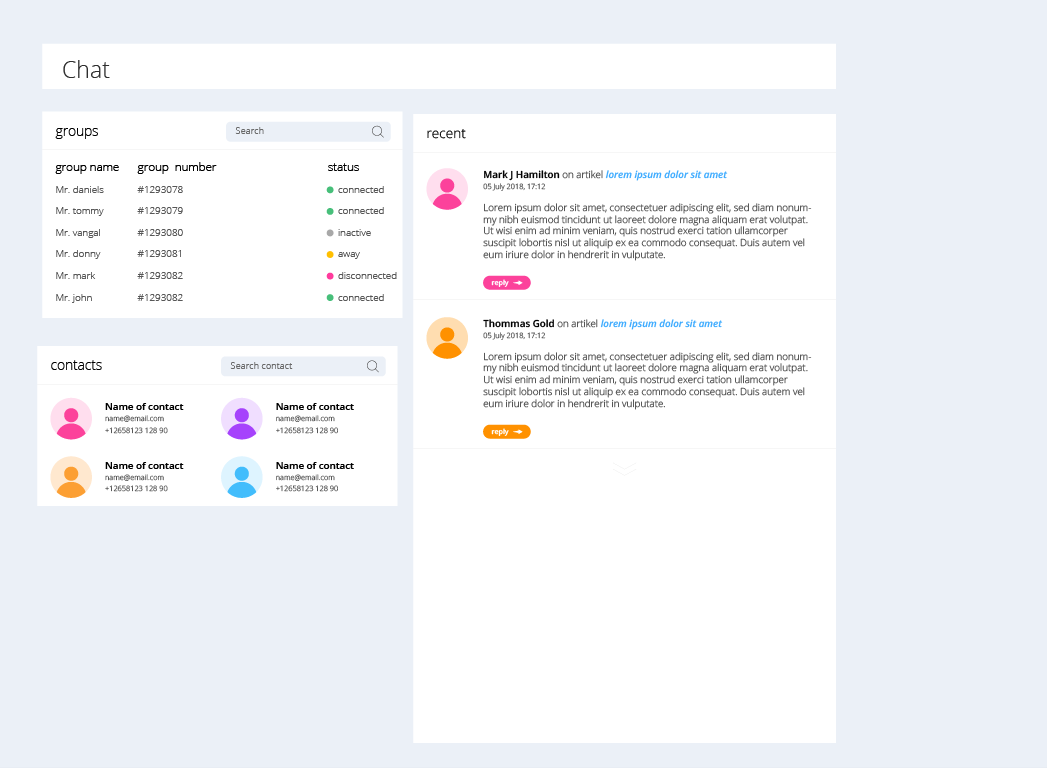 Chat
groups
Search
group name group number status
Mr. daniels #1293078 connected
Mr. tommy #1293079 connected
Mr. vangal #1293080 inactive
Mr. donny #1293081 away
Mr. mark #1293082 disconnected
Mr. john #1293082 connected
contacts
Search contact
Name of contact
name@email.com
+12658123 128 90
Name of contact
name@email.com
+12658123 128 90
Name of contact
name@email.com
+12658123 128 90
Name of contact
name@email.com
+12658123 128 90
recent
Mark J Hamilton on artikel lorem ipsum dolor sit amet
05 July 2018, 17:12
Lorem ipsum dolor sit amet, consectetuer adipiscing elit, sed diam nonum-
my nibh euismod tincidunt ut laoreet dolore magna aliquam erat volutpat.
Ut wisi enim ad minim veniam, quis nostrud exerci tation ullamcorper
suscipit lobortis nisl ut aliquip ex ea commodo consequat. Duis autem vel
eum iriure dolor in hendrerit in vulputate.
reply
Thommas Gold on artikel lorem ipsum dolor sit amet
05 July 2018, 17:12
Lorem ipsum dolor sit amet, consectetuer adipiscing elit, sed diam nonum-
my nibh euismod tincidunt ut laoreet dolore magna aliquam erat volutpat.
Ut wisi enim ad minim veniam, quis nostrud exerci tation ullamcorper
suscipit lobortis nisl ut aliquip ex ea commodo consequat. Duis autem vel
eum iriure dolor in hendrerit in vulputate.
reply